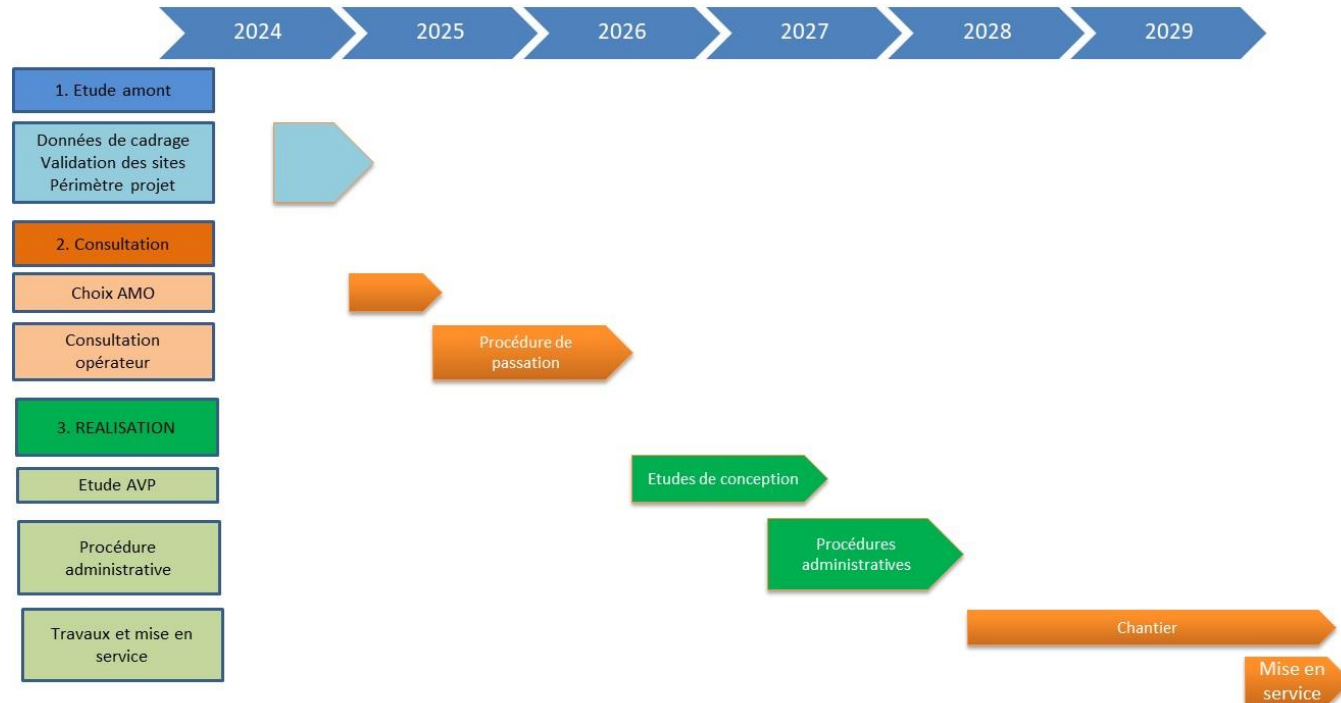 2024 2025 2026 2027 2028 2029
1. Etude amont
Données de cadrage
Validation des sites
Périmètre projet
2. Consultation
Choix AMO
Consultation
opérateur
Procédure de
passation
3. REALISATION
Etude AVP
Etudes de conception
Procédure
administrative
Procédures
administratives
Travaux et mise en
service
Chantier
Mise en
service